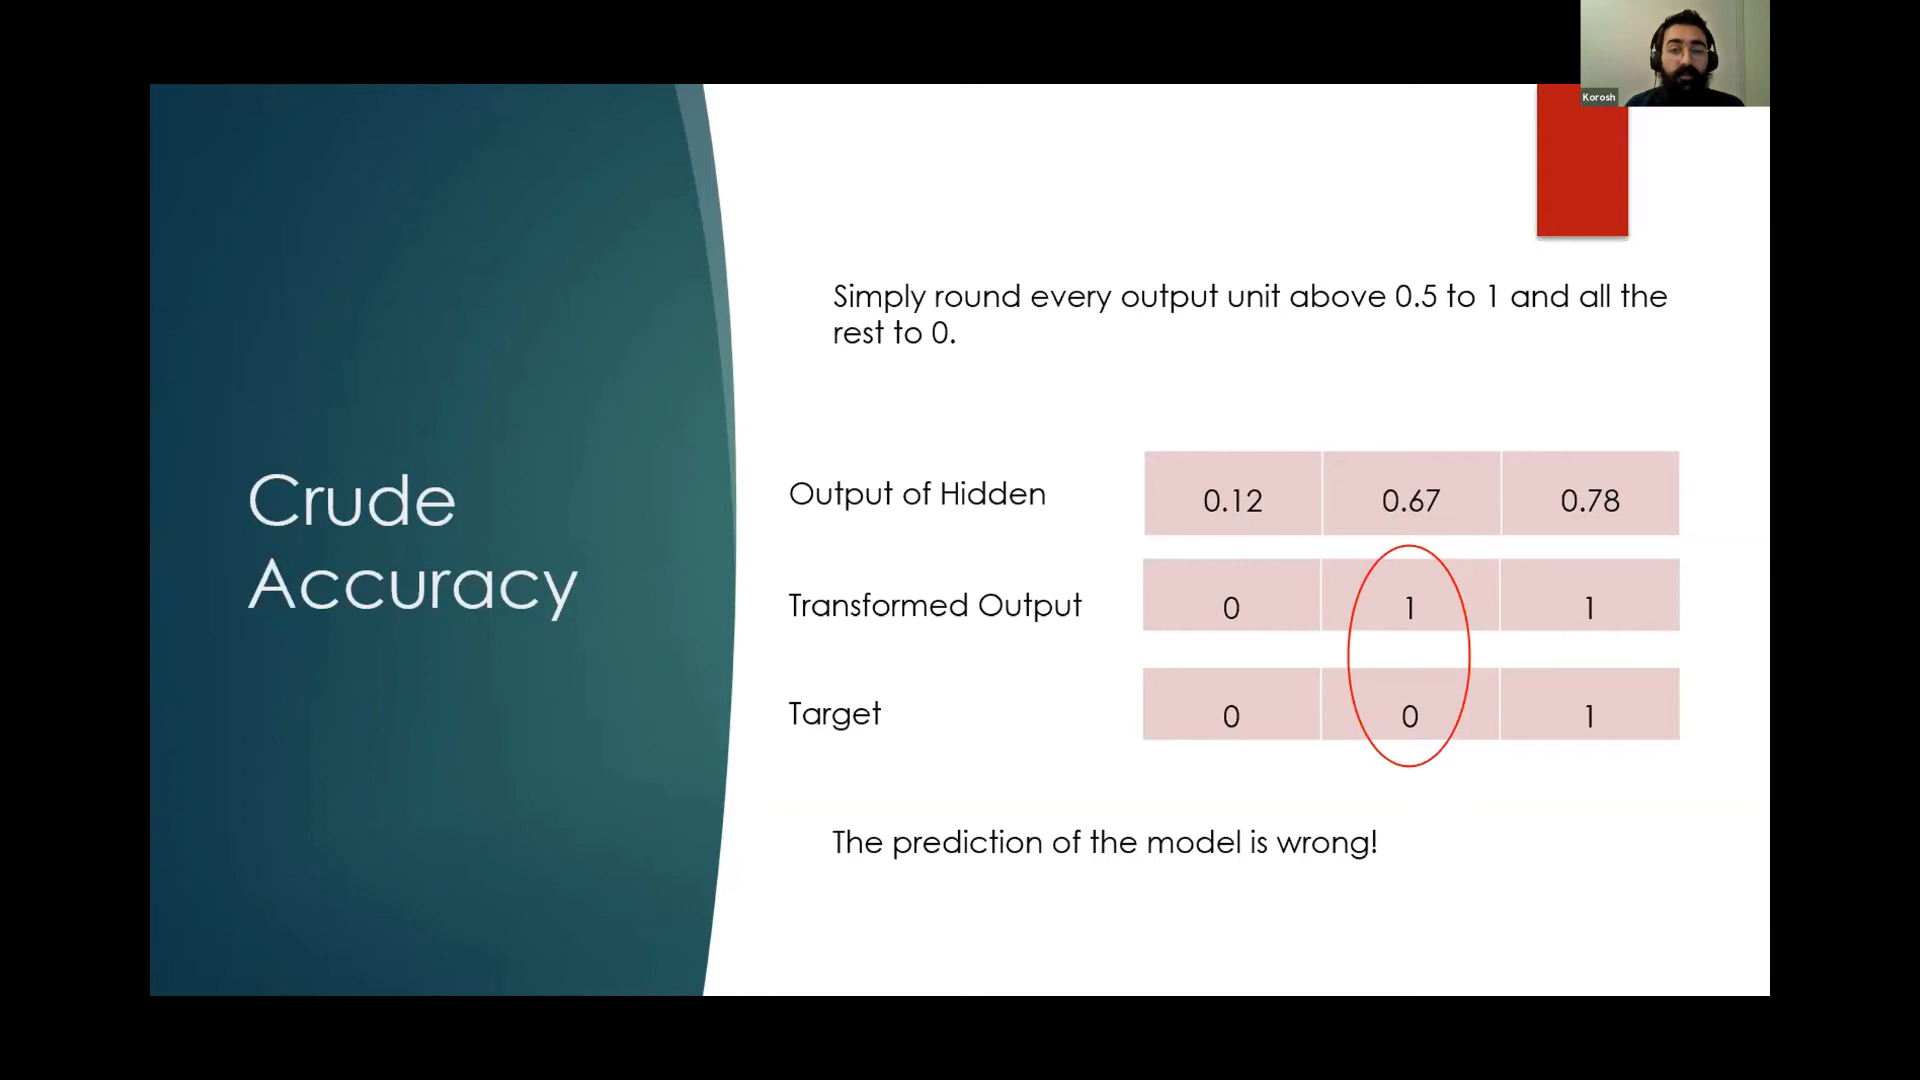 Korosh
Simply round every output unit above 0.5 to 1 and all the
rest to 0.
Crude
Accuracy
Output of Hidden 0.12 0.67 0.78
Transformed Output 0 1 1
Target 0 0 1
The prediction of the model is wrong!